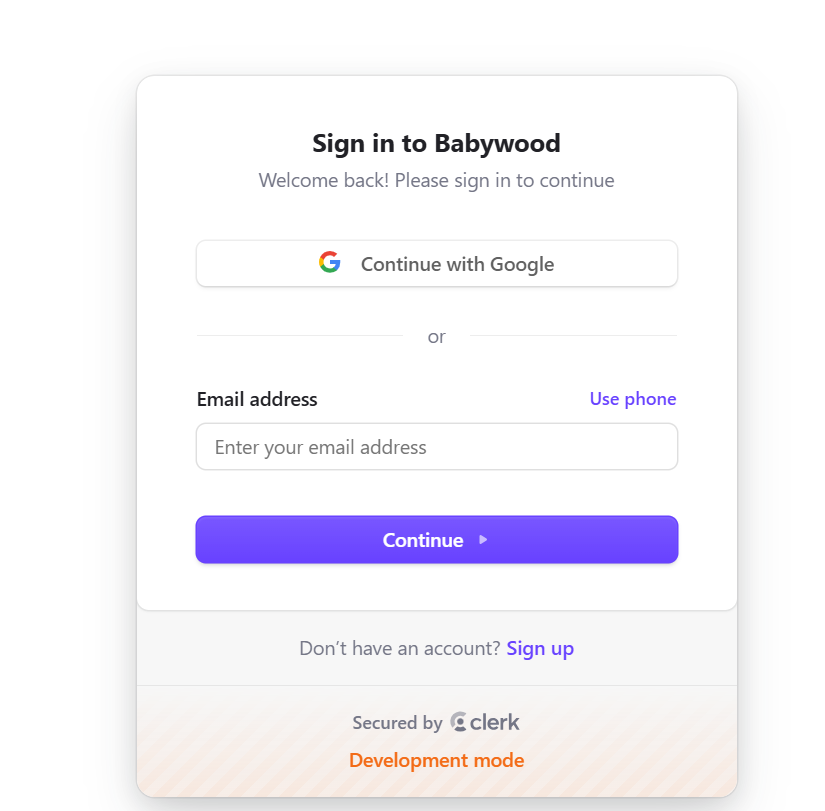 Sign in to Babywood
Welcome back! Please sign in to continue
Continue with Google
or
Email address
Use phone
Enter your email address
Continue
Don’t have an account? Sign up
Secured by clerk
Development mode